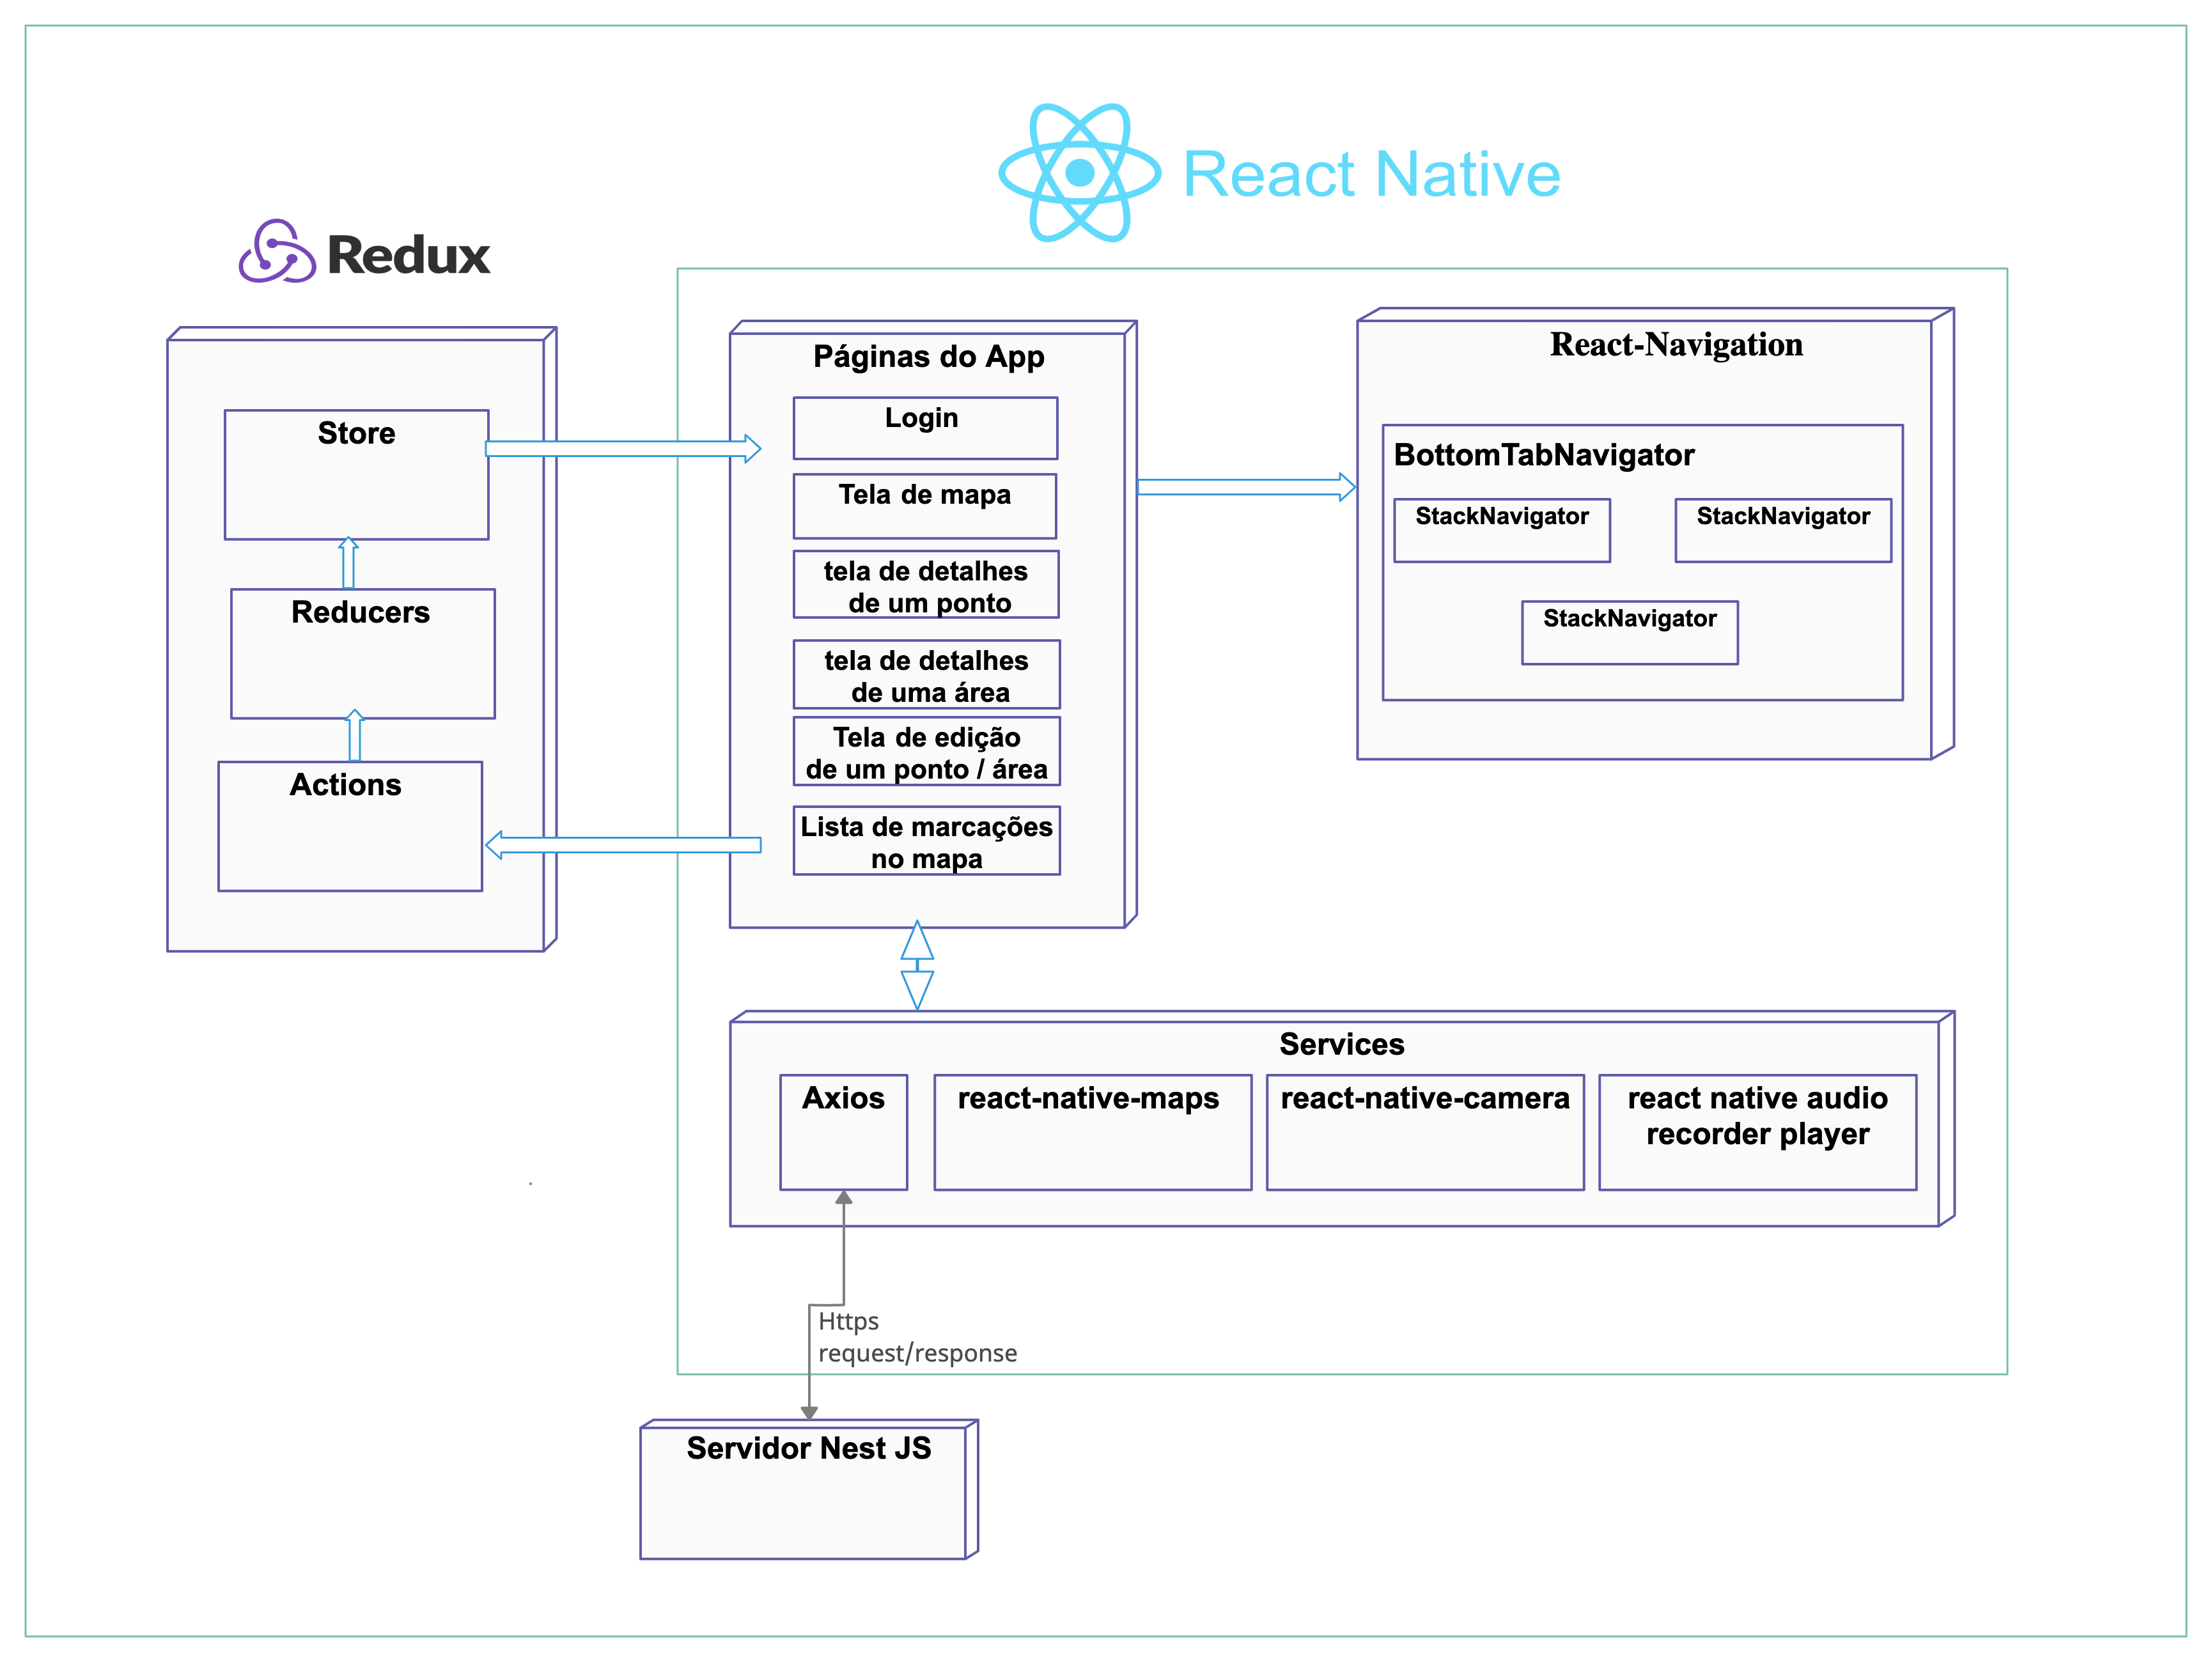 React Native
Redux
Store
Reducers
Actions
Páginas do App
Login
Tela de mapa
tela de detalhes
de um ponto
tela de detalhes
de uma área
Tela de edição
de um ponto / área
Lista de marcações
no mapa
React-Navigation
BottomTabNavigator
StackNavigator
StackNavigator
StackNavigator
Services
Axios
react-native-maps
react-native-camera
react native audio
recorder player
Https
request/response
Servidor Nest JS